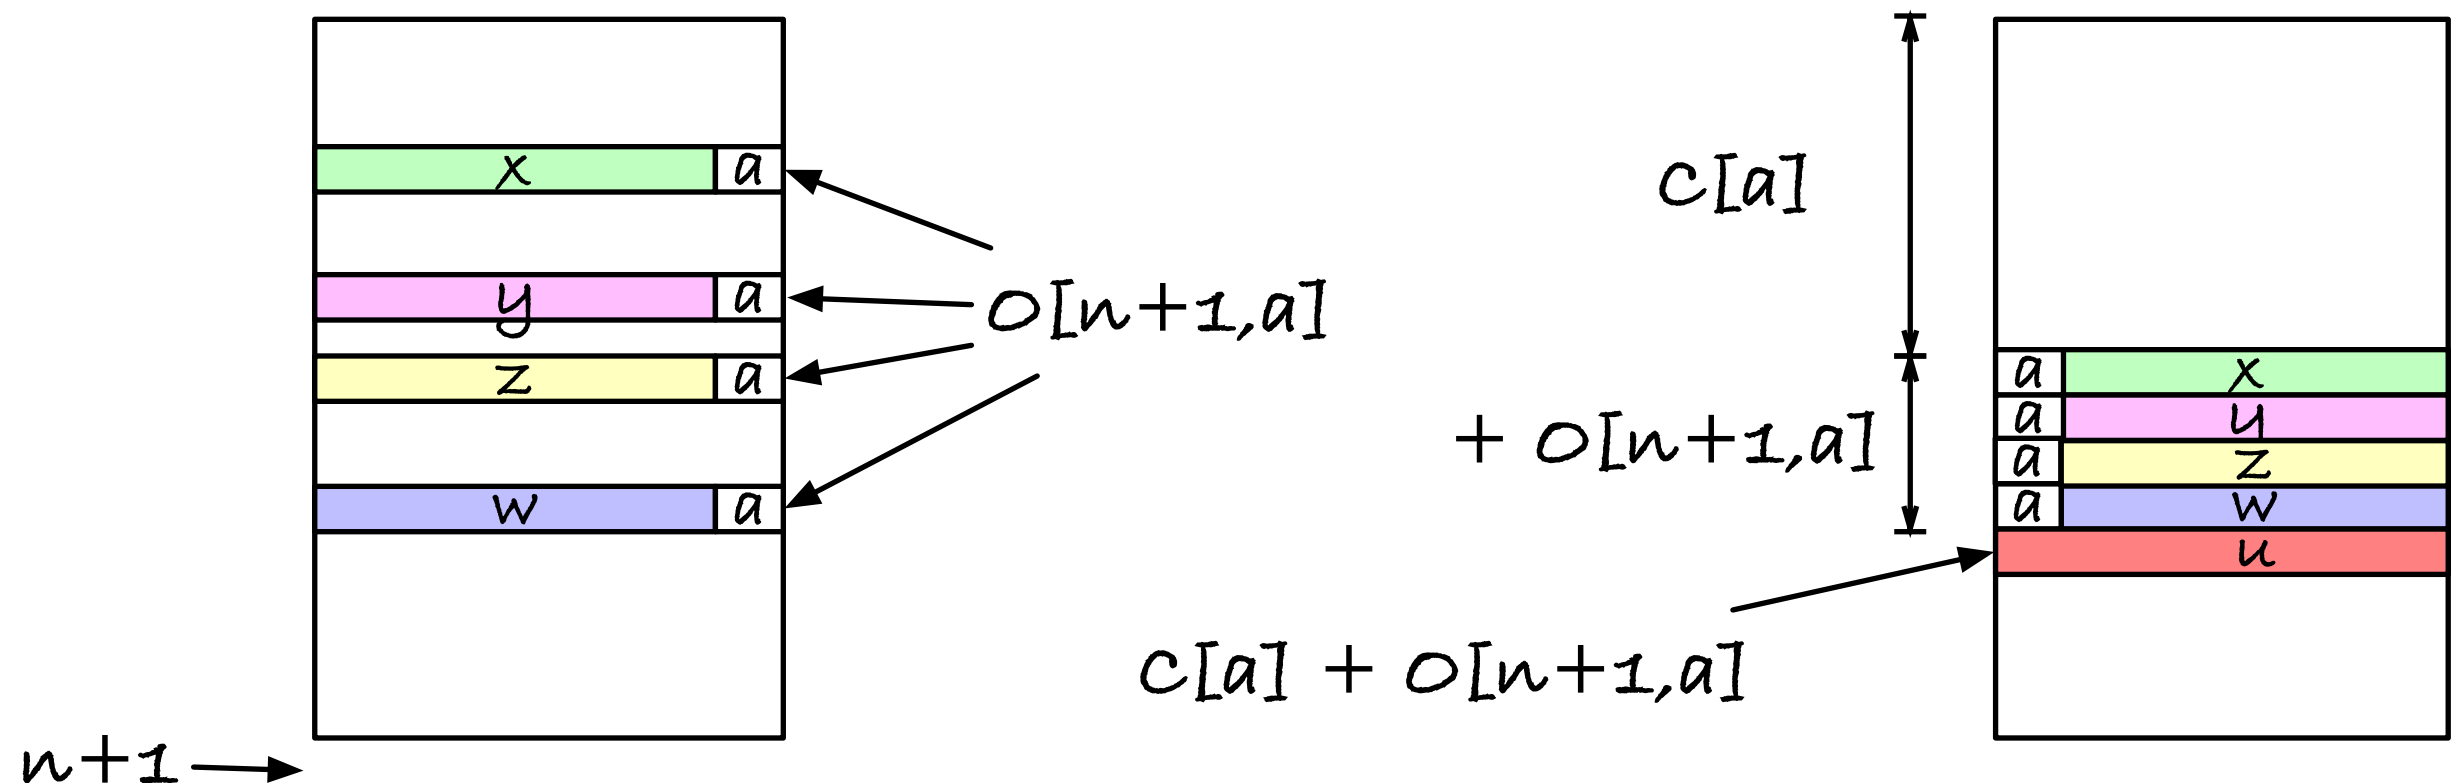 x a
y a
z a
w a
n+1
O[n+1,a]
C[a]
+ O[n+1,a]
C[a] + O[n+1,a]
a x
a y
a z
a w
u